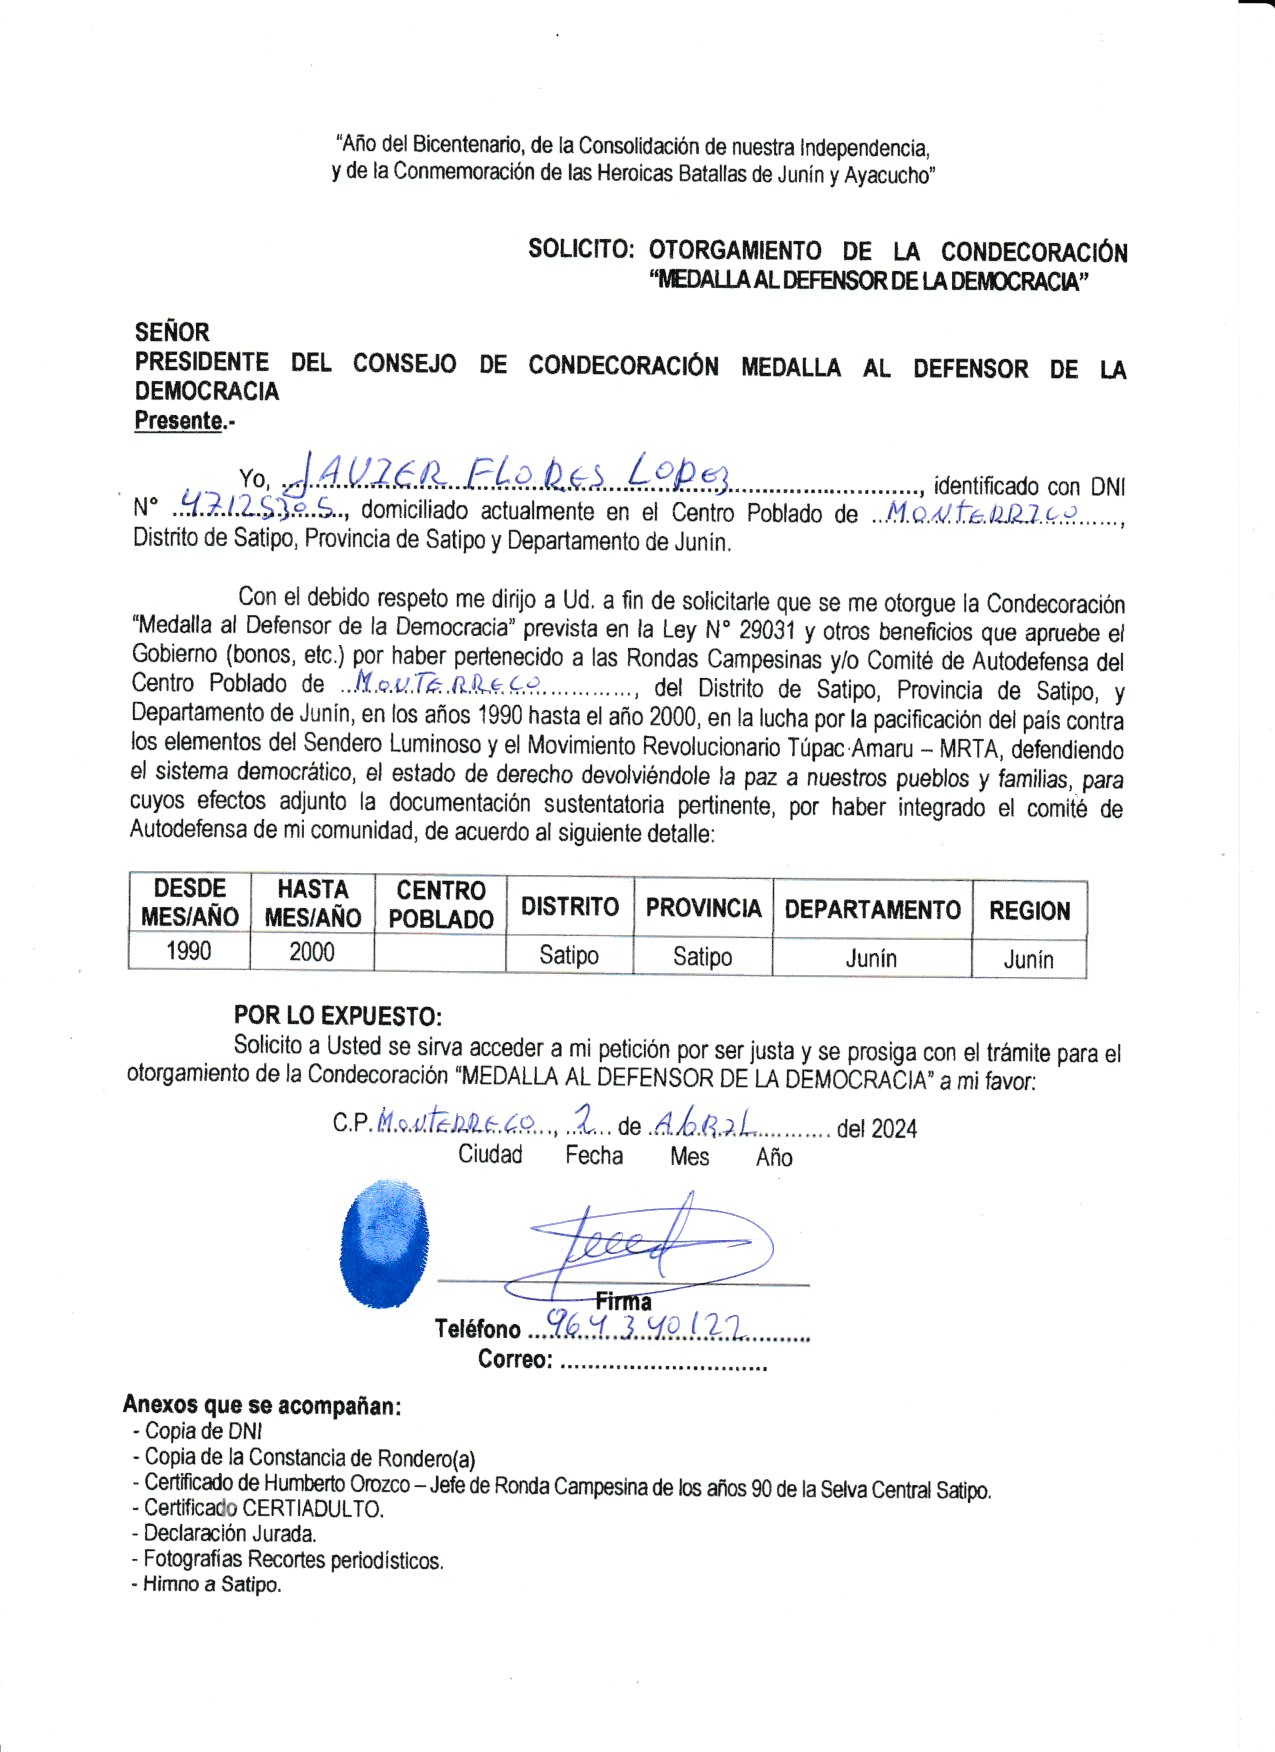 “Año del Bicentenario, de la Consolidación de nuestra Independencia,
y de la Conmemoración de las Heroicas Batallas de Junín y Ayacucho”
SOLICITO: OTORGAMIENTO DE LA CONDECORACIÓN
“MEDALLA AL DEFENSOR DE LA DEMOCRACIA”
SEÑOR
PRESIDENTE DEL CONSEJO DE CONDECORACIÓN MEDALLA AL DEFENSOR DE LA
DEMOCRACIA
Presente.-
Yo, JAVIER FLORES LOPEZ, identificado con DNI
N° 47125305, domiciliado actualmente en el Centro Poblado de MONTERRICO,
Distrito de Satipo, Provincia de Satipo y Departamento de Junín.
Con el debido respeto me dirijo a Ud. a fin de solicitarle que se me otorgue la Condecoración
“Medalla al Defensor de la Democracia” prevista en la Ley N° 29031 y otros beneficios que apruebe el
Gobierno (bonos, etc.) por haber pertenecido a las Rondas Campesinas y/o Comité de Autodefensa del
Centro Poblado de MONTERRECO, del Distrito de Satipo, Provincia de Satipo, y
Departamento de Junín, en los años 1990 hasta el año 2000, en la lucha por la pacificación del país contra
los elementos del Sendero Luminoso y el Movimiento Revolucionario Túpac Amaru – MRTA, defendiendo
el sistema democrático, el estado de derecho devolviéndole la paz a nuestros pueblos y familias, para
cuyos efectos adjunto la documentación sustentatoria pertinente, por haber integrado el comité de
Autodefensa de mi comunidad, de acuerdo al siguiente detalle:
DESDE MES/AÑO HASTA MES/AÑO CENTRO POBLADO DISTRITO PROVINCIA DEPARTAMENTO REGION
1990 2000 Satipo Satipo Junín Junín
POR LO EXPUESTO:
Solicito a Usted se sirva acceder a mi petición por ser justa y se prosiga con el trámite para el
otorgamiento de la Condecoración “MEDALLA AL DEFENSOR DE LA DEMOCRACIA” a mi favor:
C.P. MONTERRECO, 2 de ABRIL del 2024
Ciudad Fecha Mes Año
Firma
Teléfono 964340122
Correo:
Anexos que se acompañan:
- Copia de DNI
- Copia de la Constancia de Rondero(a)
- Certificado de Humberto Orozco – Jefe de Ronda Campesina de los años 90 de la Selva Central Satipo.
- Certificado CERTIADULTO.
- Declaración Jurada.
- Fotografías Recortes periodísticos.
- Himno a Satipo.